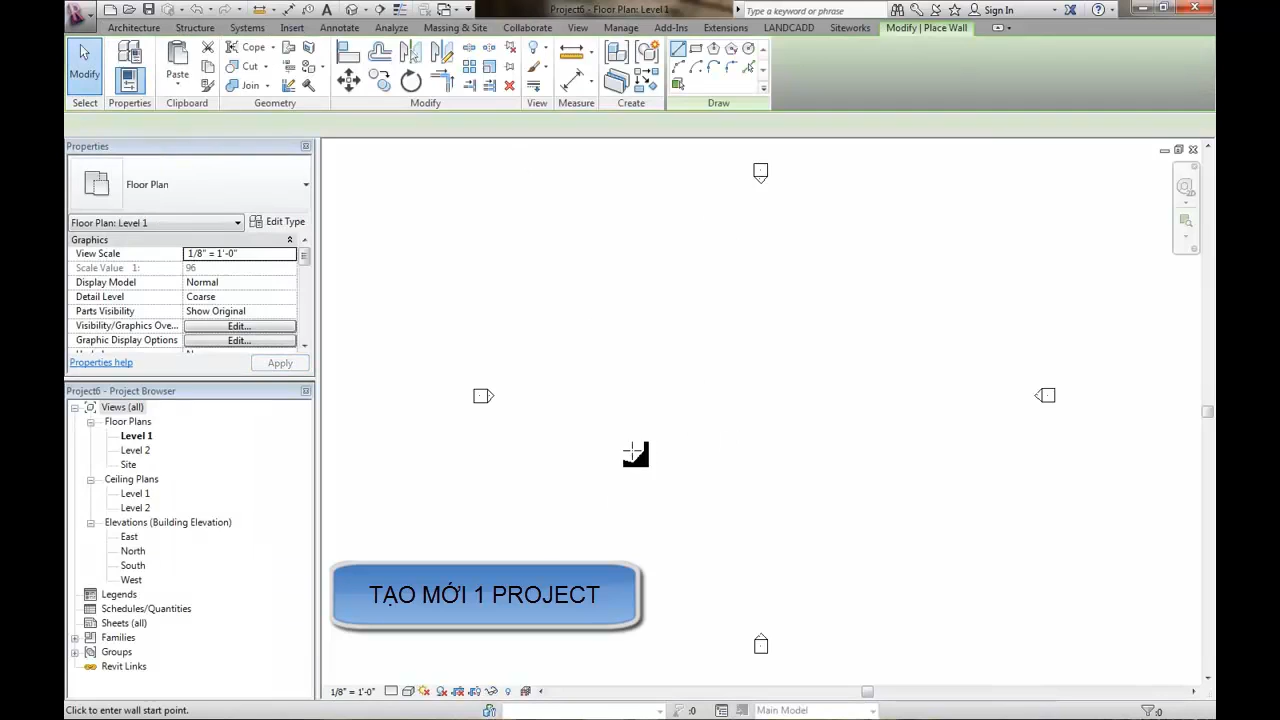 Project6 - Floor Plan: Level 1
Type a keyword or phrase
Sign In
Architecture
Structure
Systems
Insert
Annotate
Analyze
Massing & Site
Collaborate
View
Manage
Add-Ins
Extensions
LANDCADD
Siteworks
Modify | Place Wall
Modify
Paste
Cope
Cut
Join
Select
Properties
Clipboard
Geometry
Modify
View
Measure
Create
Draw
Properties
Floor Plan
Floor Plan: Level 1
Edit Type
Graphics
View Scale
1/8" = 1'-0"
Scale Value 1:
96
Display Model
Normal
Detail Level
Coarse
Parts Visibility
Show Original
Visibility/Graphics Ove...
Edit...
Graphic Display Options
Edit...
Properties help
Apply
Project6 - Project Browser
Views (all)
Floor Plans
Level 1
Level 2
Site
Ceiling Plans
Level 1
Level 2
Elevations (Building Elevation)
East
North
South
West
Legends
Schedules/Quantities
Sheets (all)
Families
Groups
Revit Links
TẠO MỚI 1 PROJECT
1/8" = 1'-0"
Click to enter wall start point.
:0
Main Model
:0